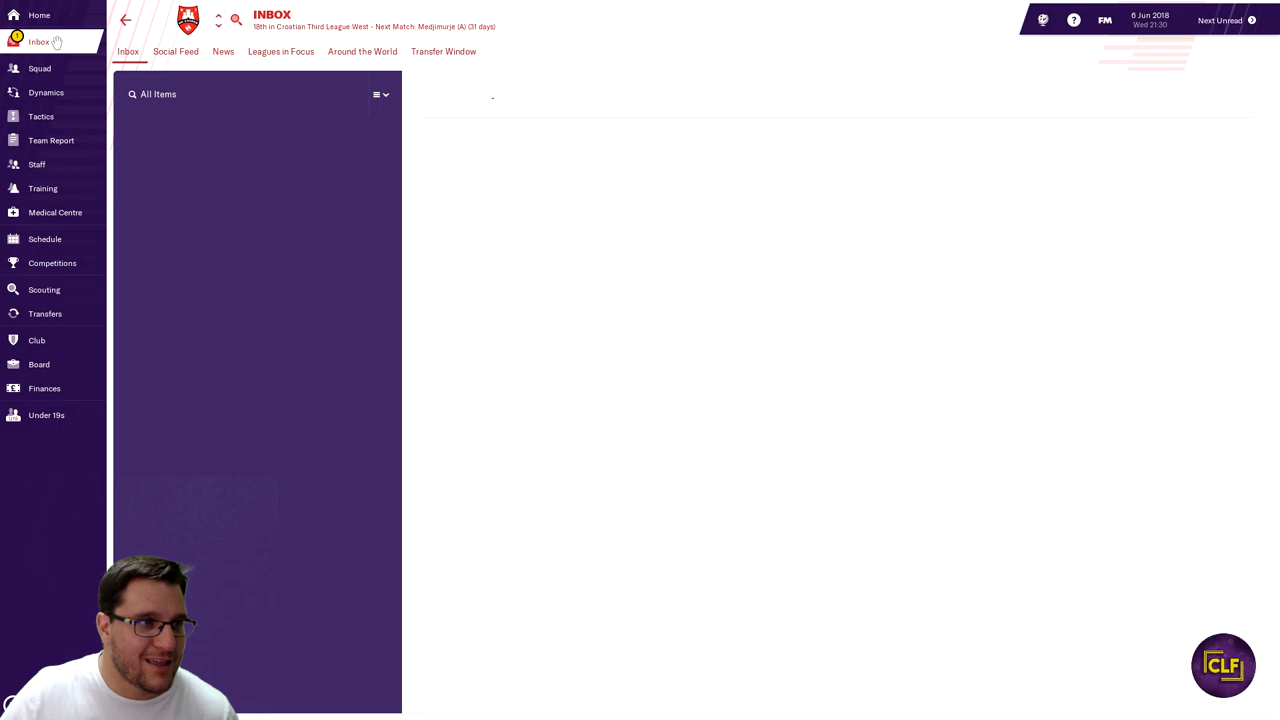 Home
1
Inbox
Squad
Dynamics
Tactics
Team Report
Staff
Training
Medical Centre
Schedule
Competitions
Scouting
Transfers
Club
Board
Finances
Under 19s
INBOX
18th in Croatian Third League West - Next Match: Medjimurje (A) (31 days)
Inbox
Social Feed
News
Leagues in Focus
Around the World
Transfer Window
All Items
-
?
FM
6 Jun 2018
Wed 21:30
Next Unread
CLF